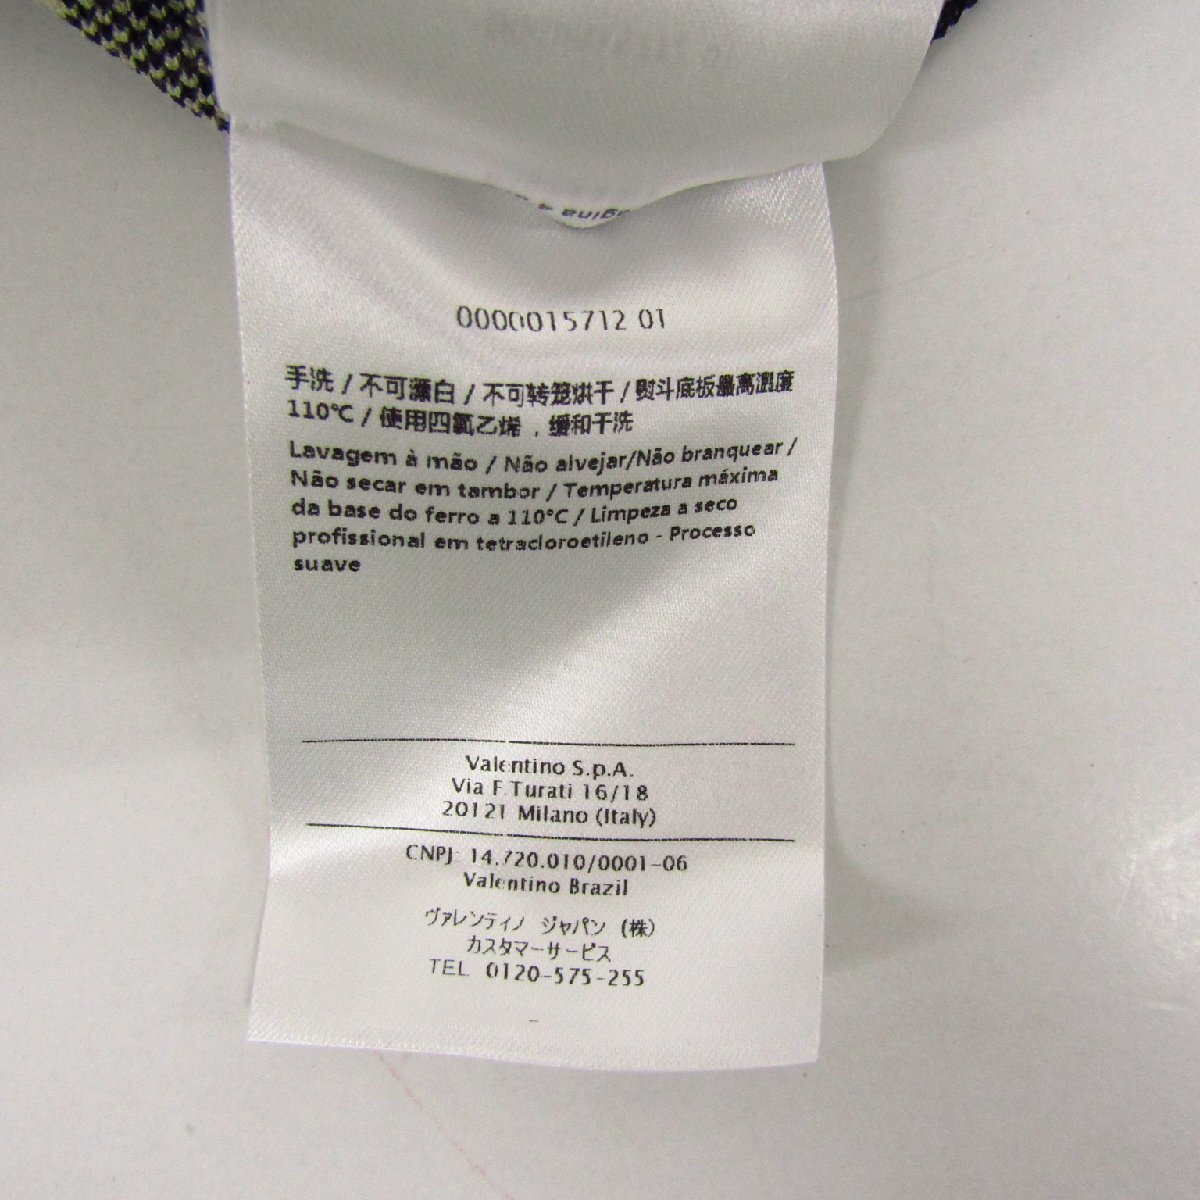 0000015712 01
手洗 / 不可漂白 / 不可转笼烘干 / 熨斗底板最高溫度
110℃ / 使用四氯乙烯 , 缓和干洗
Lavagem à mão / Não alvejar/Não branquear /
Não secar em tambor / Temperatura máxima
da base do ferro a 110°C / Limpeza a seco
profissional em tetracloroetileno - Processo
suave
Valentino S.p.A.
Via F.Turati 16/18
20121 Milano (Italy)
CNPJ: 14.720.010/0001-06
Valentino Brazil
ヴァレンティノ ジャパン (株)
カスタマーサービス
TEL. 0120-575-255